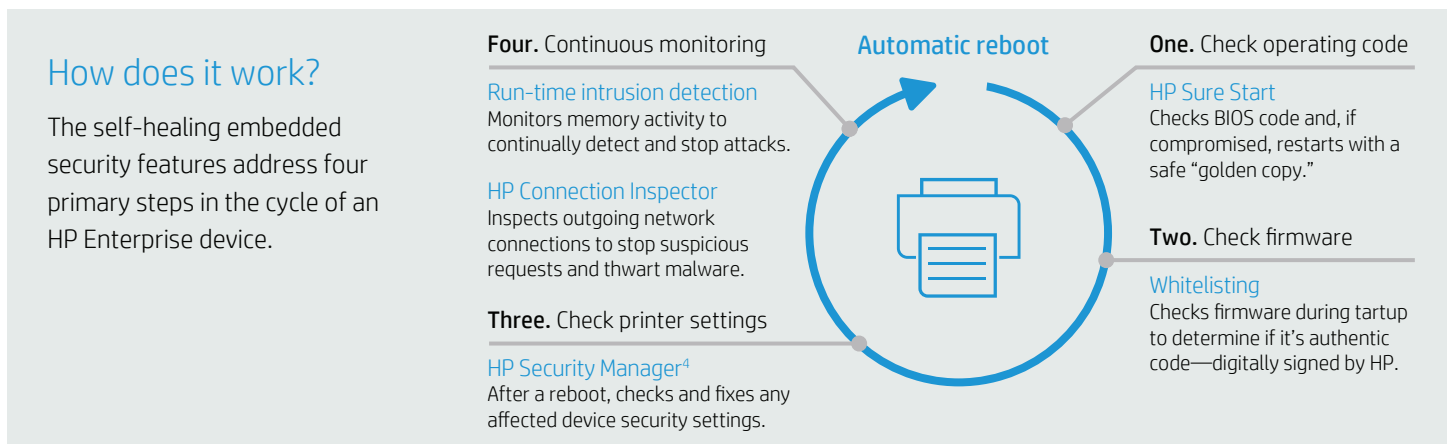 How does it work?
The self-healing embedded
security features address four
primary steps in the cycle of an
HP Enterprise device.
Automatic reboot
One. Check operating code
HP Sure Start
Checks BIOS code and, if
compromised, restarts with a
safe “golden copy.”
Two. Check firmware
Whitelisting
Checks firmware during tartup
to determine if it’s authentic
code—digitally signed by HP.
Three. Check printer settings
HP Security Manager⁴
After a reboot, checks and fixes any
affected device security settings.
Four. Continuous monitoring
Run-time intrusion detection
Monitors memory activity to
continually detect and stop attacks.
HP Connection Inspector
Inspects outgoing network
connections to stop suspicious
requests and thwart malware.